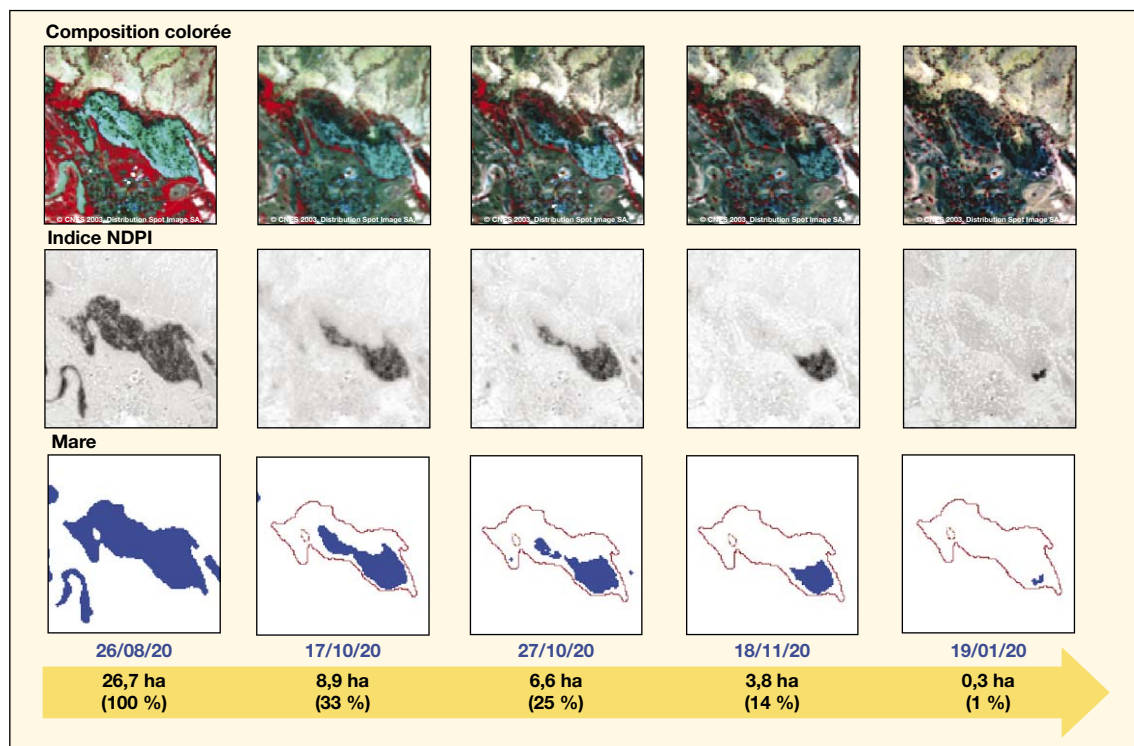 Composition colorée
© CNES 2003, Distribution Spot Image SA,
© CNES 2003, Distribution Spot Image SA,
© CNES 2003, Distribution Spot Image SA,
© CNES 2003, Distribution Spot Image SA,
© CNES 2003, Distribution Spot Image SA,
Indice NDPI
Mare
26/08/20 17/10/20 27/10/20 18/11/20 19/01/20
26,7 ha 8,9 ha 6,6 ha 3,8 ha 0,3 ha
(100 %) (33 %) (25 %) (14 %) (1 %)